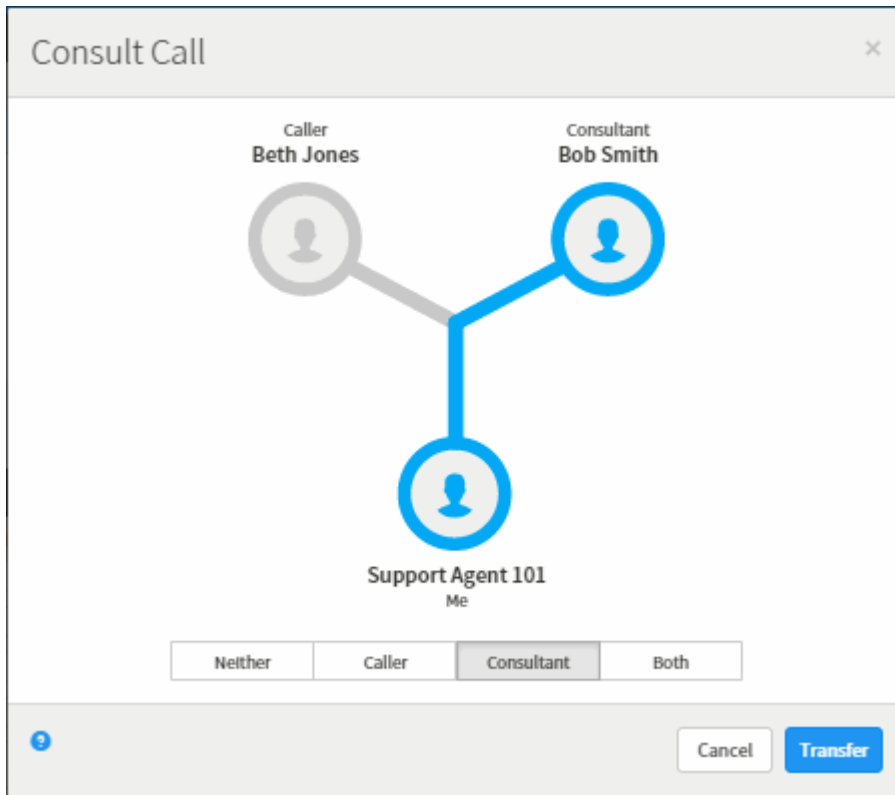 Consult Call
Caller
Beth Jones
Consultant
Bob Smith
Support Agent 101
Me
Neither
Caller
Consultant
Both
Cancel
Transfer